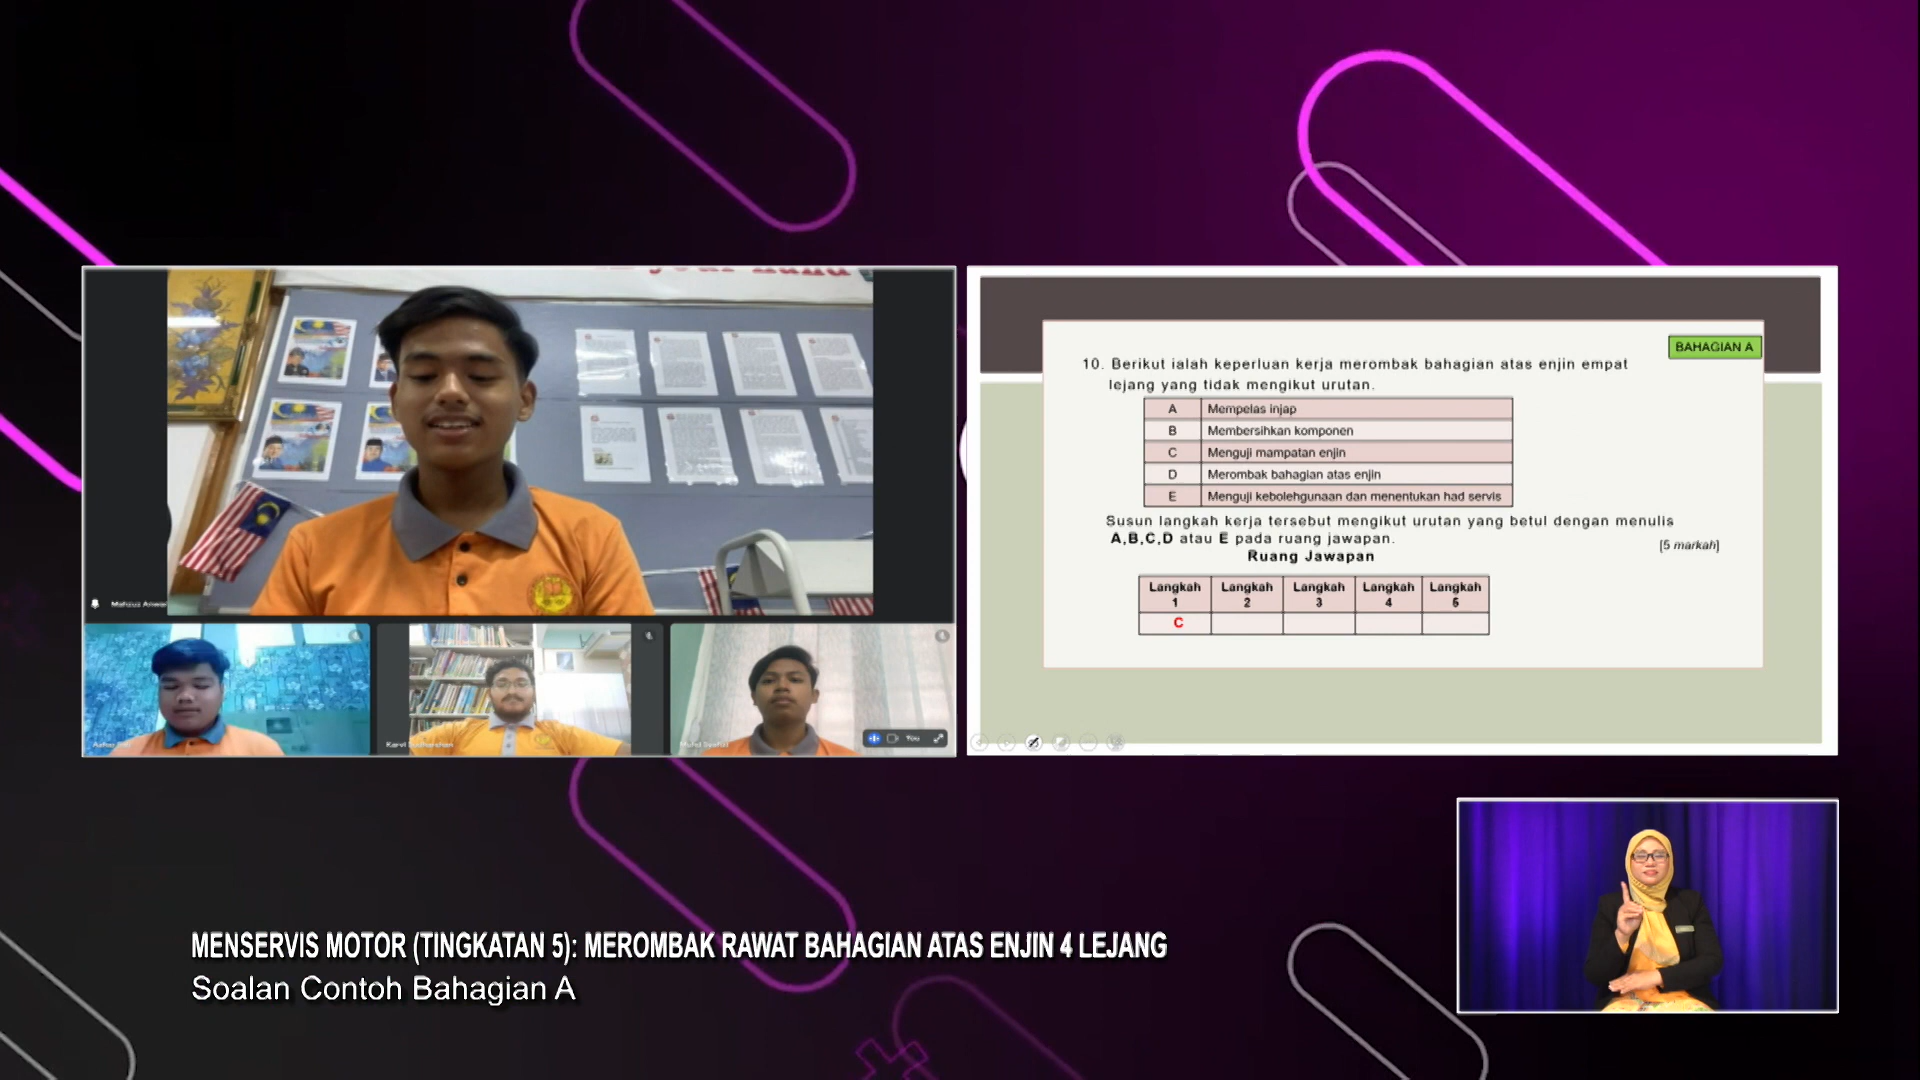 BAHAGIAN A
10. Berikut ialah keperluan kerja merombak bahagian atas enjin empat
lejang yang tidak mengikut urutan.
A Mempelas injap
B Membersihkan komponen
C Menguji mampatan enjin
D Merombak bahagian atas enjin
E Menguji kebolehgunaan dan menentukan had servis
Susun langkah kerja tersebut mengikut urutan yang betul dengan menulis
A,B,C,D atau E pada ruang jawapan.
[5 markah]
Ruang Jawapan
Langkah 1 Langkah 2 Langkah 3 Langkah 4 Langkah 5
C
You
MENSERVIS MOTOR (TINGKATAN 5): MEROMBAK RAWAT BAHAGIAN ATAS ENJIN 4 LEJANG
Soalan Contoh Bahagian A